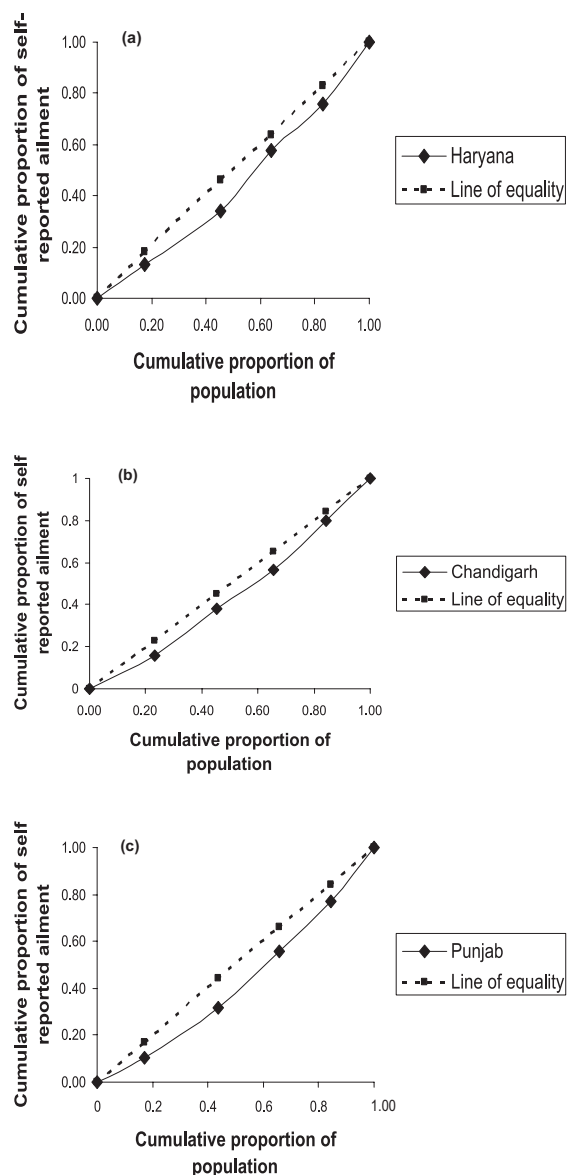 (a)
Cumulative proportion of self-
reported ailment
1.00
0.80
0.60
0.40
0.20
0.00
0.00 0.20 0.40 0.60 0.80 1.00
Cumulative proportion of
population
Haryana
Line of equality
(b)
Cumulative proportion of self
reported ailment
1
0.8
0.6
0.4
0.2
0
0.00 0.20 0.40 0.60 0.80 1.00
Cumulative proportion of
population
Chandigarh
Line of equality
(c)
Cumulative proportion of self
reported ailment
1.00
0.80
0.60
0.40
0.20
0.00
0 0.2 0.4 0.6 0.8 1.00
Cumulative proportion of
population
Punjab
Line of equality